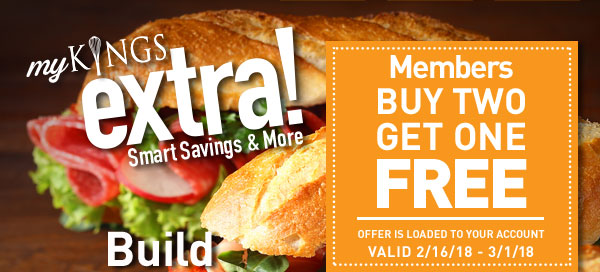 myKINGS
extra!
Smart Savings & More
Build
Members
BUY TWO
GET ONE
FREE
OFFER IS LOADED TO YOUR ACCOUNT
VALID 2/16/18 - 3/1/18